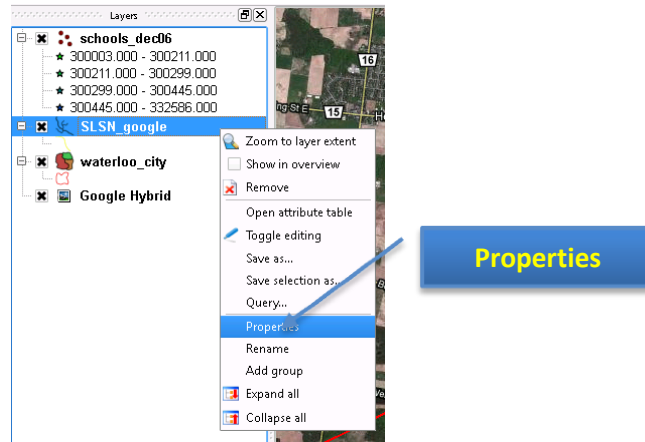 Layers
schools_dec06
300003.000 - 300211.000
300211.000 - 300299.000
300299.000 - 300445.000
300445.000 - 332586.000
SLSN_google
waterloo_city
Google Hybrid
16
ng St E
15
Zoom to layer extent
Show in overview
Remove
Open attribute table
Toggle editing
Save as...
Save selection as...
Query...
Properties
Rename
Add group
Expand all
Collapse all
Properties